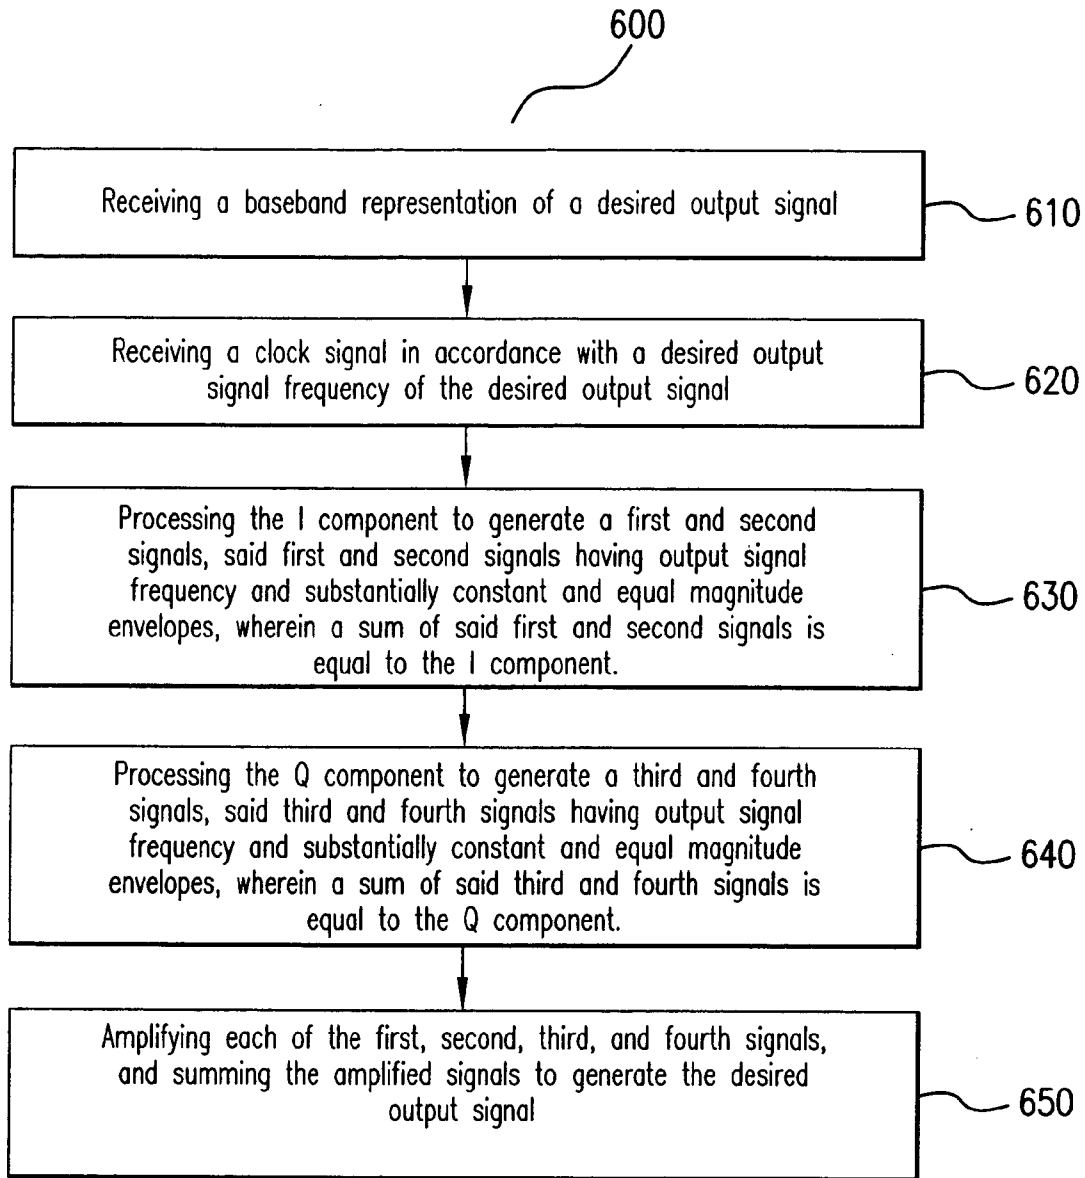 600
Receiving a baseband representation of a desired output signal
610
Receiving a clock signal in accordance with a desired output
signal frequency of the desired output signal
620
Processing the I component to generate a first and second
signals, said first and second signals having output signal
frequency and substantially constant and equal magnitude
envelopes, wherein a sum of said first and second signals is
equal to the I component.
630
Processing the Q component to generate a third and fourth
signals, said third and fourth signals having output signal
frequency and substantially constant and equal magnitude
envelopes, wherein a sum of said third and fourth signals is
equal to the Q component.
640
Amplifying each of the first, second, third, and fourth signals,
and summing the amplified signals to generate the desired
output signal
650